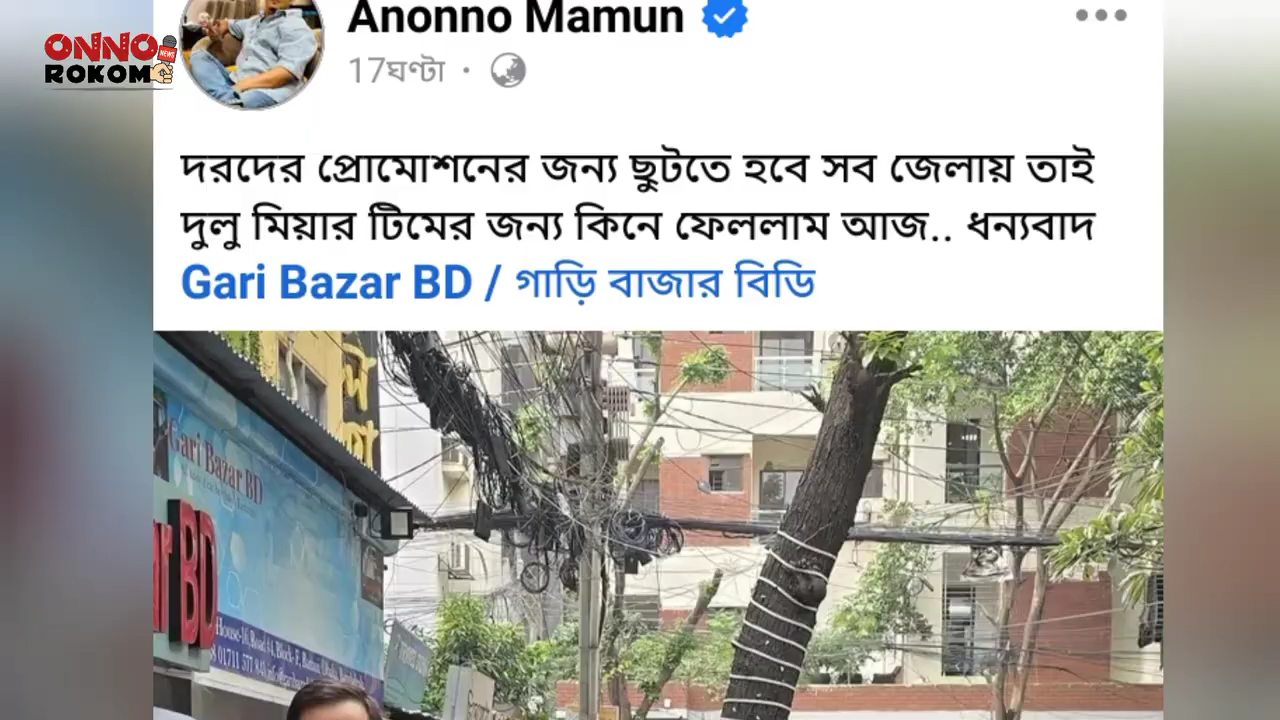 ONNO
ROKOM
NEWS
Anonno Mamun
17ঘণ্টা
দরদের প্রোমোশনের জন্য ছুটতে হবে সব জেলায় তাই
দুলু মিয়ার টিমের জন্য কিনে ফেললাম আজ.. ধন্যবাদ
Gari Bazar BD / গাড়ি বাজার বিডি
Gari Bazar BD
ar BD